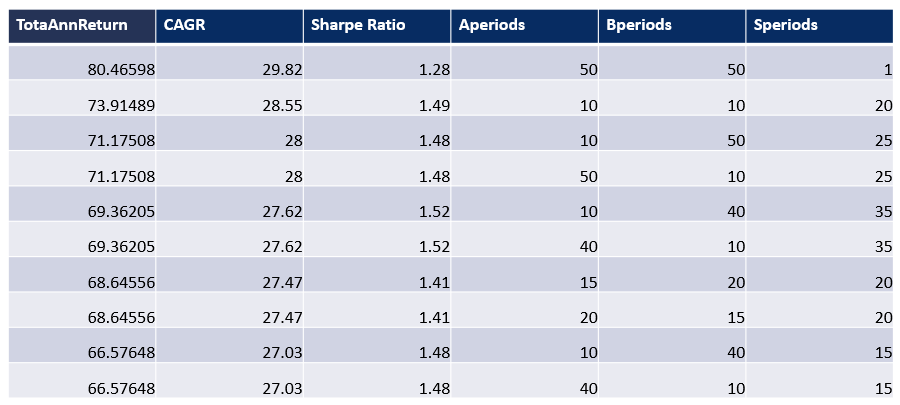 TotaAnnReturn CAGR Sharpe Ratio Aperiods Bperiods Speriods
80.46598 29.82 1.28 50 50 1
73.91489 28.55 1.49 10 10 20
71.17508 28 1.48 10 50 25
71.17508 28 1.48 50 10 25
69.36205 27.62 1.52 10 40 35
69.36205 27.62 1.52 40 10 35
68.64556 27.47 1.41 15 20 20
68.64556 27.47 1.41 20 15 20
66.57648 27.03 1.48 10 40 15
66.57648 27.03 1.48 40 10 15